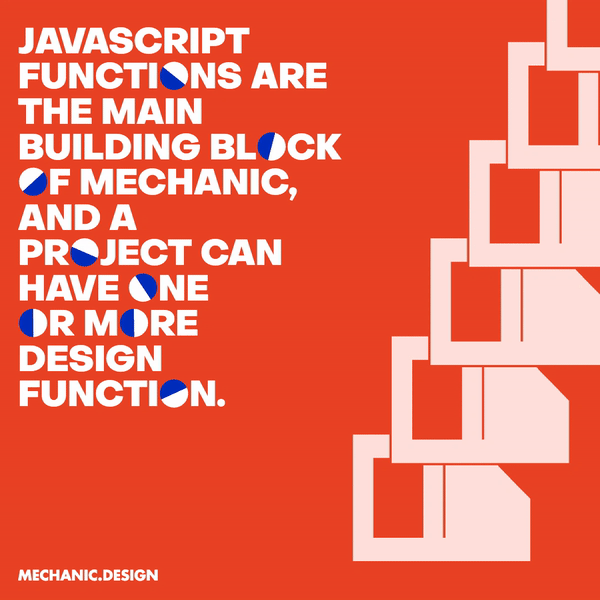 JAVASCRIPT
FUNCTIONS ARE
THE MAIN
BUILDING BLOCK
OF MECHANIC,
AND A
PROJECT CAN
HAVE ONE
OR MORE
DESIGN
FUNCTION.
MECHANIC.DESIGN